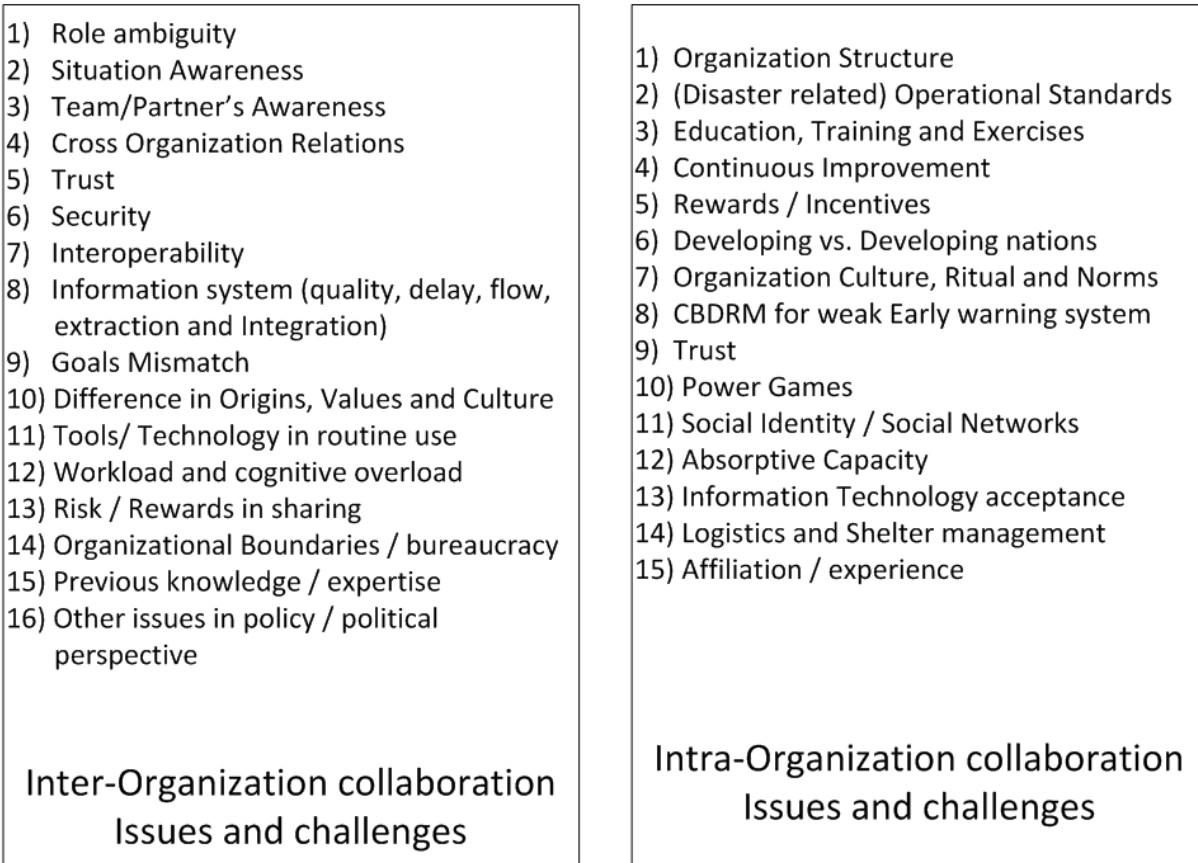 1) Role ambiguity
2) Situation Awareness
3) Team/Partner’s Awareness
4) Cross Organization Relations
5) Trust
6) Security
7) Interoperability
8) Information system (quality, delay, flow,
extraction and Integration)
9) Goals Mismatch
10) Difference in Origins, Values and Culture
11) Tools/ Technology in routine use
12) Workload and cognitive overload
13) Risk / Rewards in sharing
14) Organizational Boundaries / bureaucracy
15) Previous knowledge / expertise
16) Other issues in policy / political
perspective
Inter-Organization collaboration
Issues and challenges
1) Organization Structure
2) (Disaster related) Operational Standards
3) Education, Training and Exercises
4) Continuous Improvement
5) Rewards / Incentives
6) Developing vs. Developing nations
7) Organization Culture, Ritual and Norms
8) CBDRM for weak Early warning system
9) Trust
10) Power Games
11) Social Identity / Social Networks
12) Absorptive Capacity
13) Information Technology acceptance
14) Logistics and Shelter management
15) Affiliation / experience
Intra-Organization collaboration
Issues and challenges